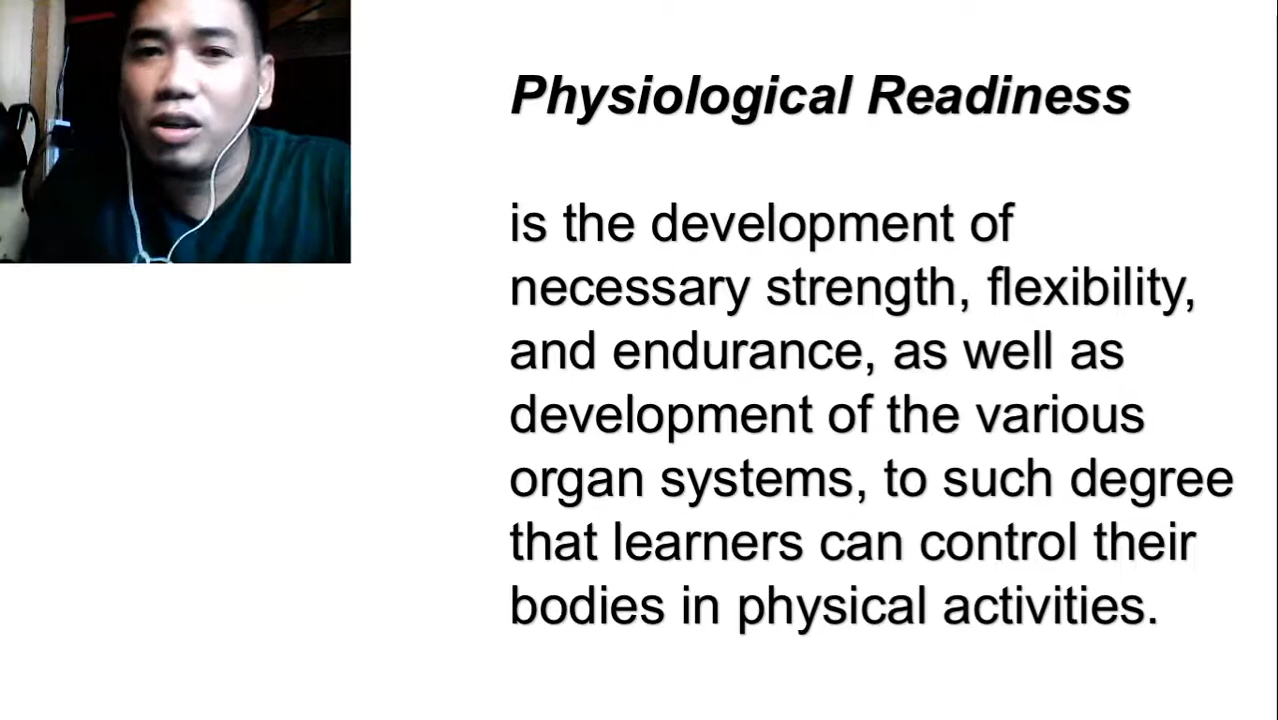 Physiological Readiness
is the development of
necessary strength, flexibility,
and endurance, as well as
development of the various
organ systems, to such degree
that learners can control their
bodies in physical activities.